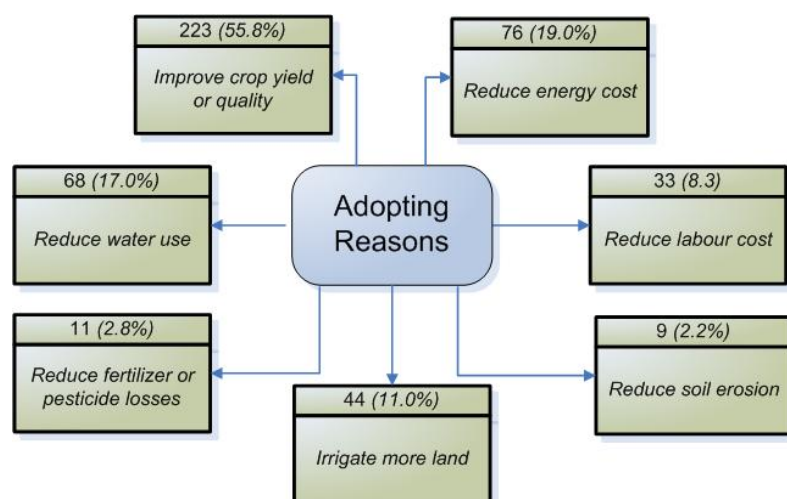 223 (55.8%)
Improve crop yield
or quality
76 (19.0%)
Reduce energy cost
68 (17.0%)
Reduce water use
Adopting
Reasons
33 (8.3)
Reduce labour cost
11 (2.8%)
Reduce fertilizer or
pesticide losses
44 (11.0%)
Irrigate more land
9 (2.2%)
Reduce soil erosion